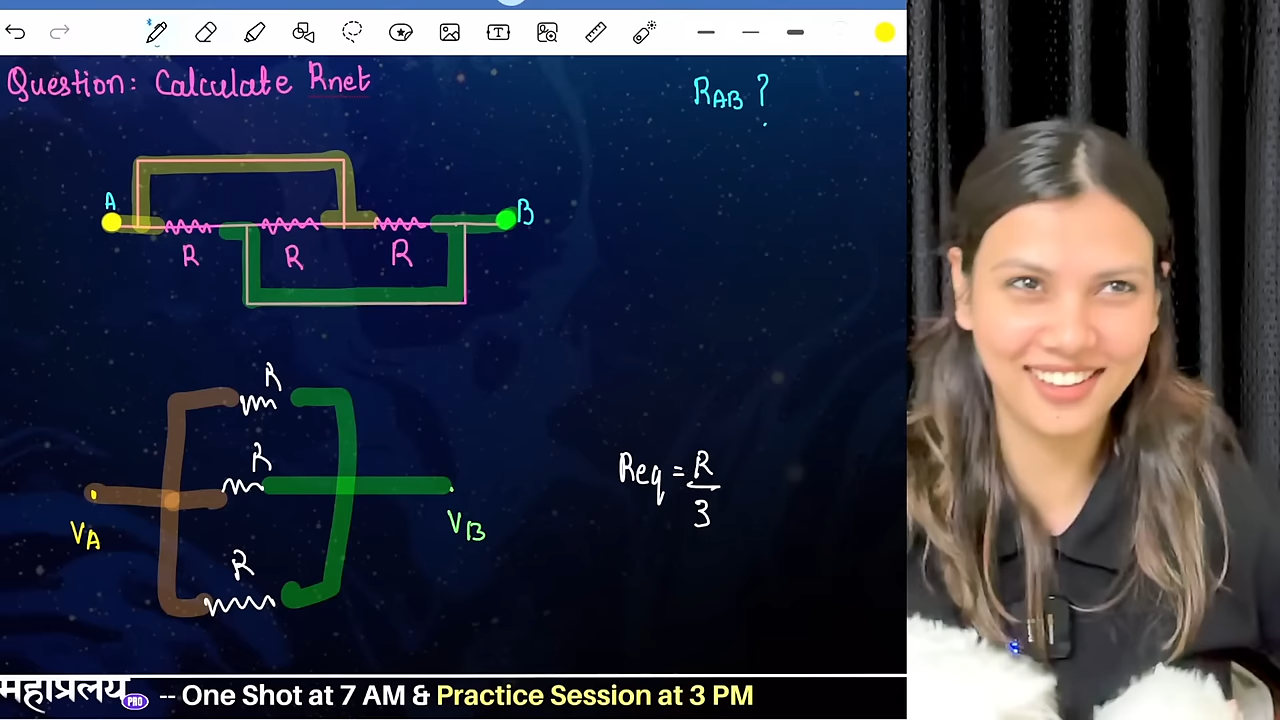 Question: Calculate Rnet
RAB ?
A
B
R
R
R
R
R
R
VA
VB
Req = R/3
महाप्रलय PRO -- One Shot at 7 AM & Practice Session at 3 PM